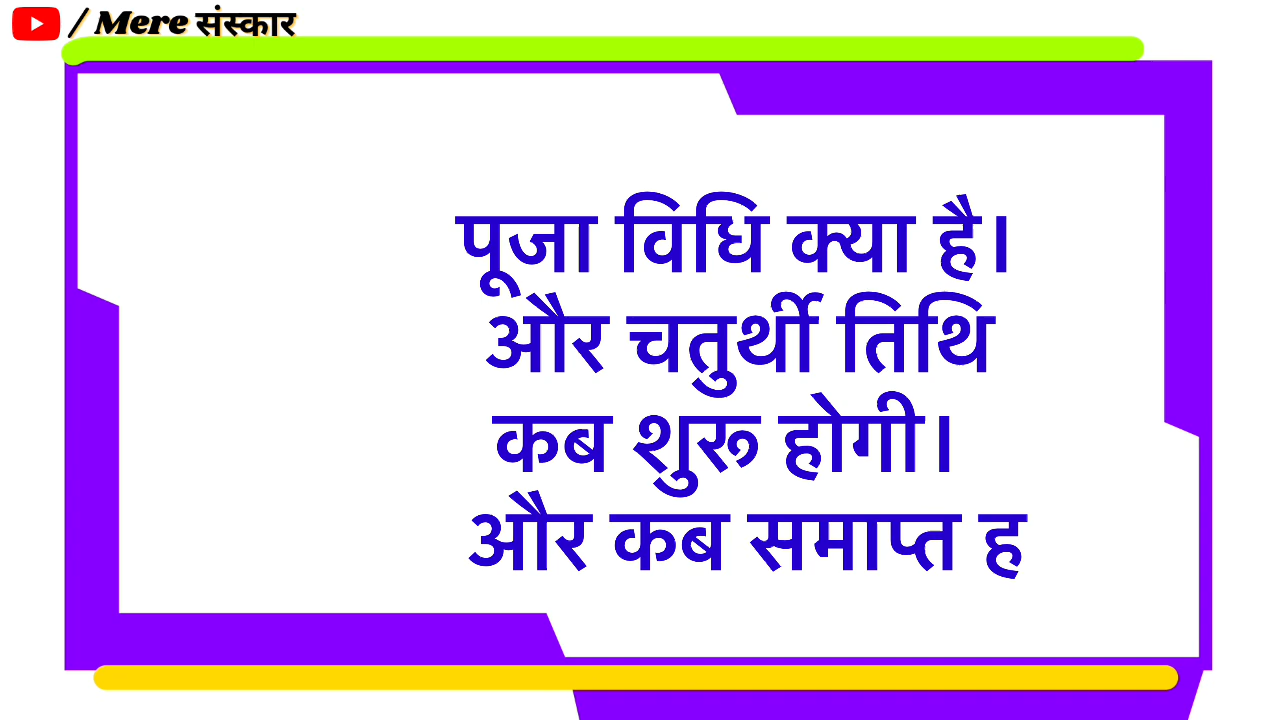 / Mere संस्कार
पूजा विधि क्या है।
और चतुर्थी तिथि
कब शुरू होगी।
और कब समाप्त ह